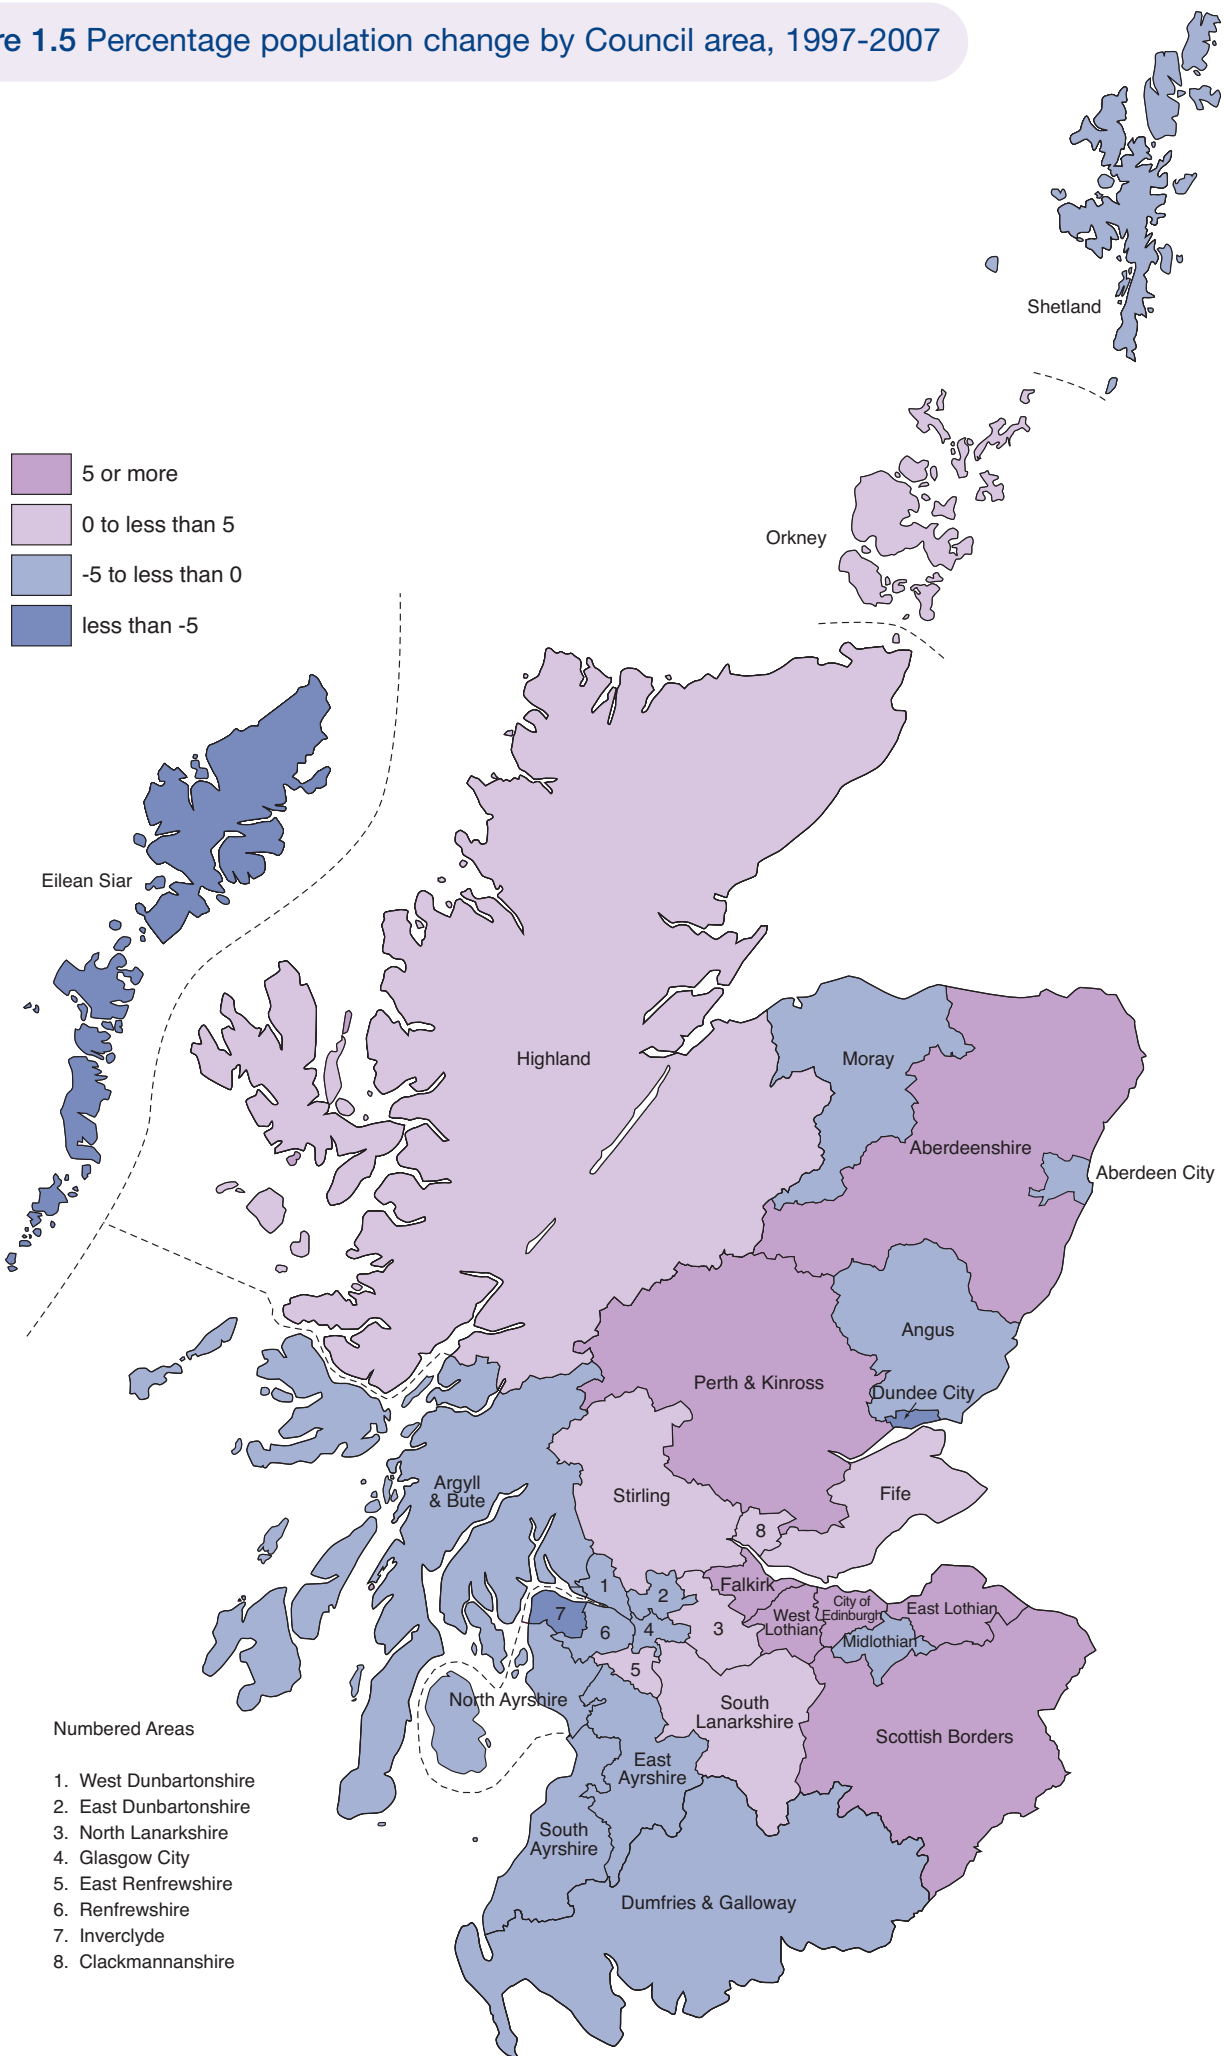 re 1.5 Percentage population change by Council area, 1997-2007
Shetland
5 or more
0 to less than 5
-5 to less than 0
less than -5
Orkney
Eilean Siar
Highland
Moray
Aberdeenshire
Aberdeen City
Angus
Dundee City
Perth & Kinross
Argyll
& Bute
Stirling
Fife
8
1
2
Falkirk
City of
Edinburgh
East Lothian
West
Lothian
7
6
4
3
Midlothian
5
North Ayrshire
South
Lanarkshire
Scottish Borders
East
Ayrshire
South
Ayrshire
Dumfries & Galloway
Numbered Areas
1. West Dunbartonshire
2. East Dunbartonshire
3. North Lanarkshire
4. Glasgow City
5. East Renfrewshire
6. Renfrewshire
7. Inverclyde
8. Clackmannanshire